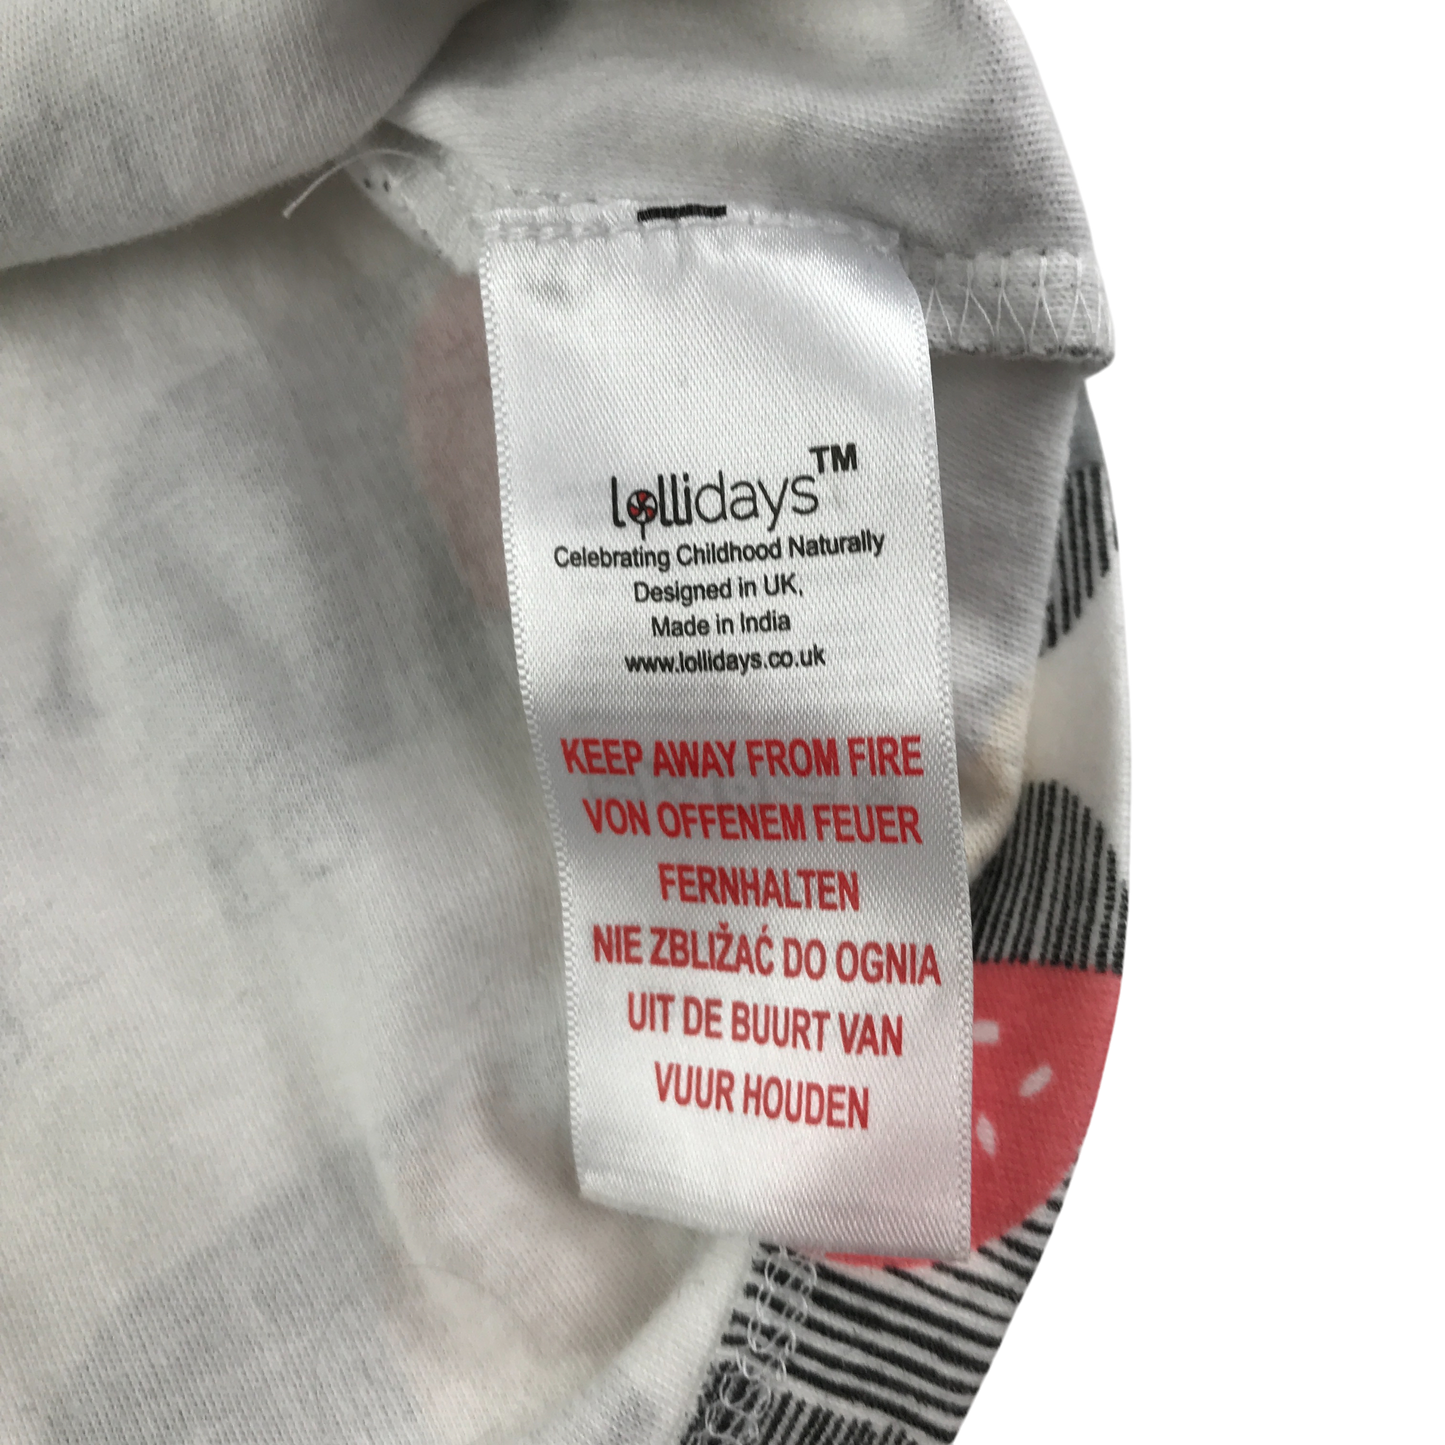 lollidays™
Celebrating Childhood Naturally
Designed in UK,
Made in India
www.lollidays.co.uk
KEEP AWAY FROM FIRE
VON OFFENEM FEUER
FERNHALTEN
NIE ZBLIŽAĆ DO OGNIA
UIT DE BUURT VAN
VUUR HOUDEN